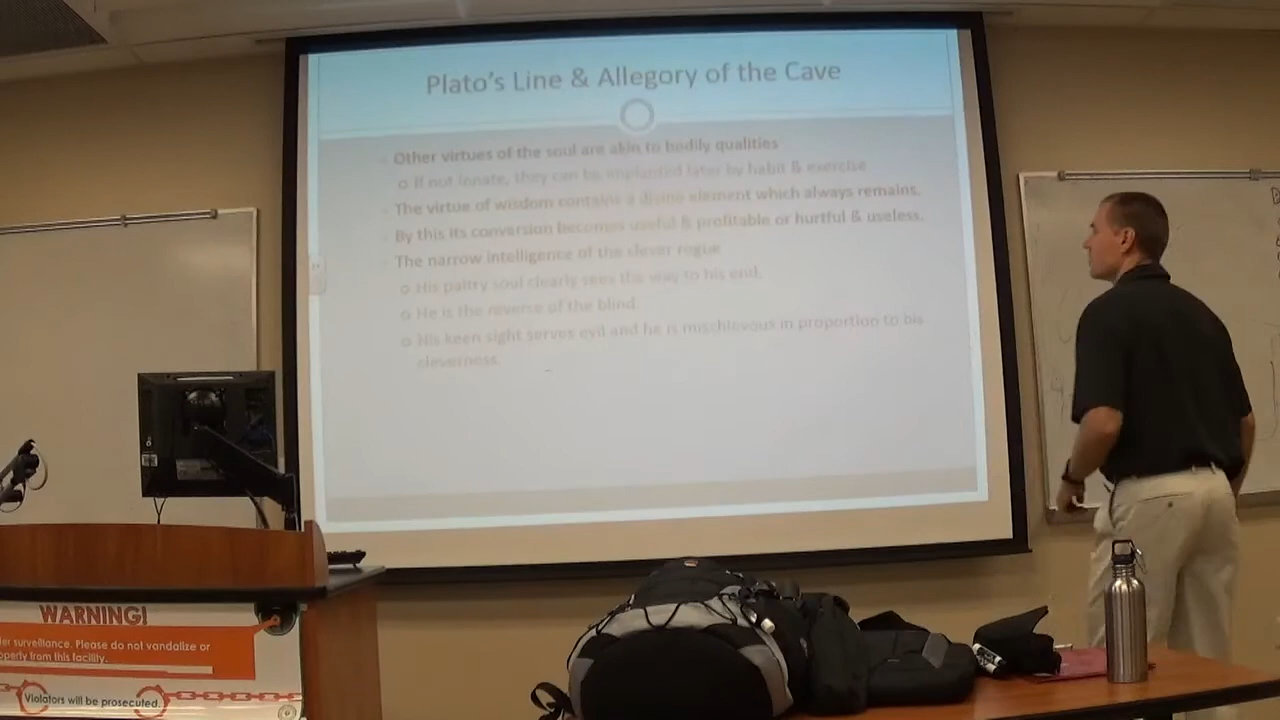 Plato's Line & Allegory of the Cave
Other virtues of the soul are akin to bodily qualities
o If not innate, they can be implanted later by habit & exercise
The virtue of wisdom contains a divine element which always remains.
By this its conversion becomes useful & profitable or hurtful & useless.
The narrow intelligence of the clever rogue
o His paltry soul clearly sees the way to his end.
o He is the reverse of the blind.
o His keen sight serves evil and he is mischievous in proportion to his
cleverness.
WARNING!
surveillance. Please do not vandalize or
from this facility.
Violators will be prosecuted.